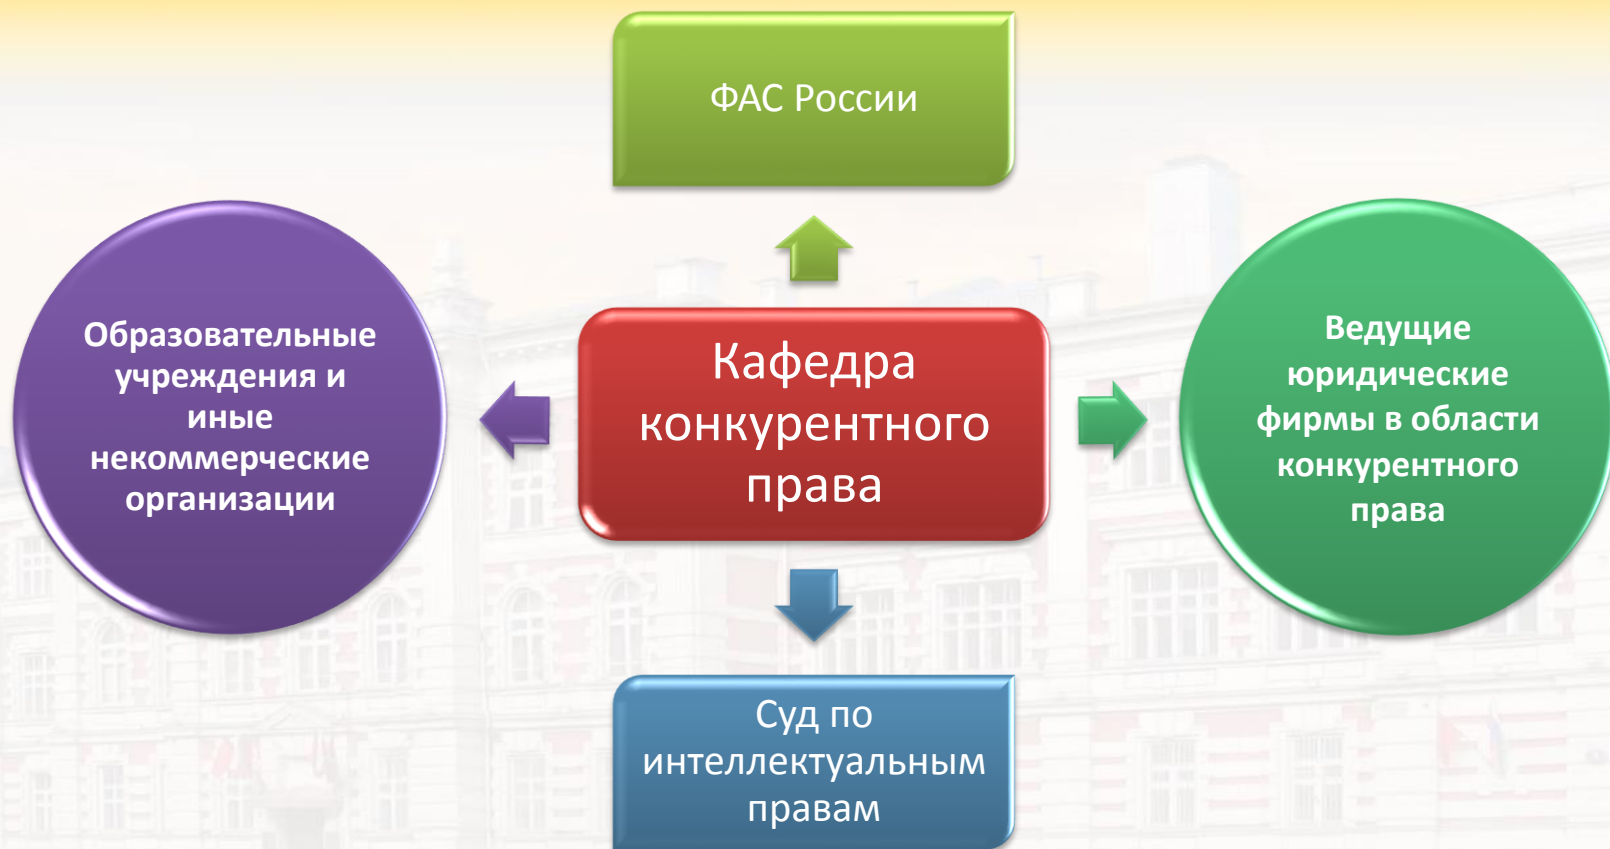 ФАС России
Образовательные
учреждения и
иные
некоммерческие
организации
Кафедра
конкурентного
права
Ведущие
юридические
фирмы в области
конкурентного
права
Суд по
интеллектуальным
правам